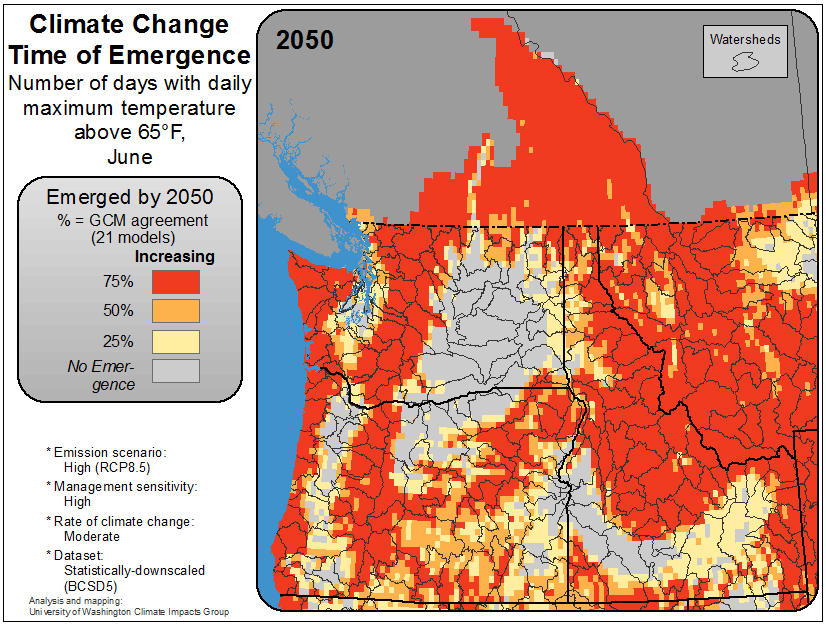 Climate Change
Time of Emergence
Number of days with daily
maximum temperature
above 65°F,
June
Emerged by 2050
% = GCM agreement
(21 models)
Increasing
75%
50%
25%
No Emer-
gence
* Emission scenario:
High (RCP8.5)
* Management sensitivity:
High
* Rate of climate change:
Moderate
* Dataset:
Statistically-downscaled
(BCSD5)
Analysis and mapping:
University of Washington Climate Impacts Group
2050
Watersheds